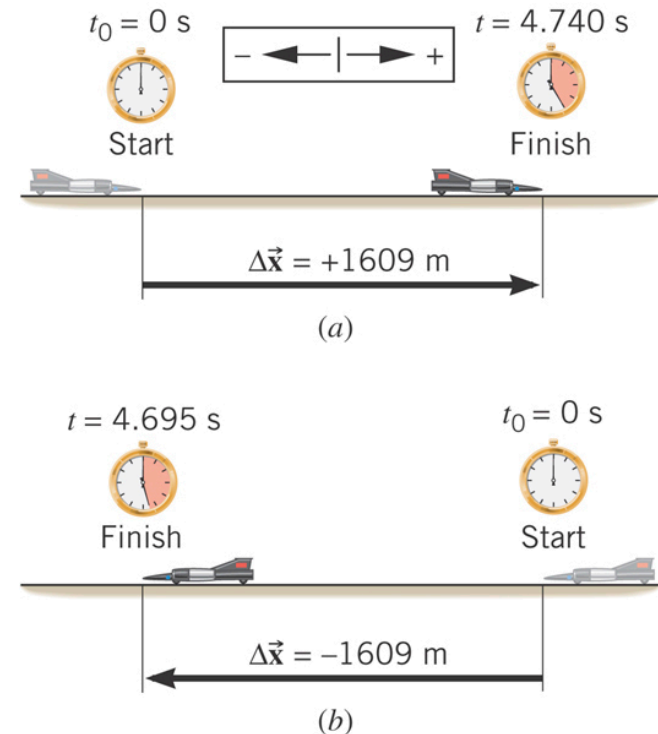 t₀ = 0 s
t = 4.740 s
− +
Start
Finish
Δx⃗ = +1609 m
(a)
t = 4.695 s
t₀ = 0 s
Finish
Start
Δx⃗ = −1609 m
(b)